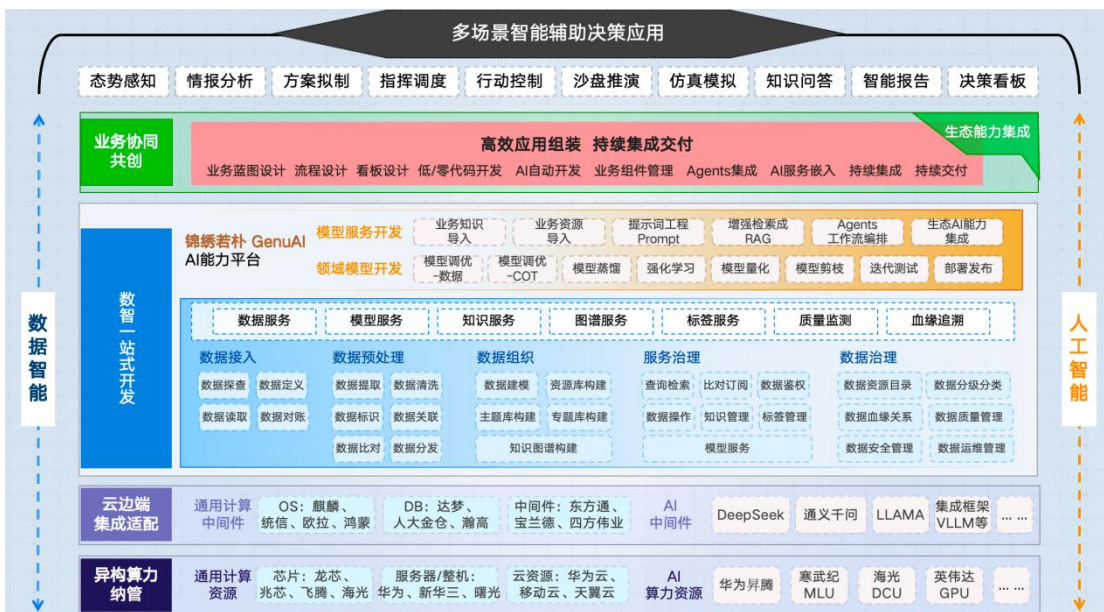 多场景智能辅助决策应用
态势感知 情报分析 方案拟制 指挥调度 行动控制 沙盘推演 仿真模拟 知识问答 智能报告 决策看板
数据智能
人工智能
业务协同
共创
生态能力集成
高效应用组装 持续集成交付
业务蓝图设计 流程设计 看板设计 低/零代码开发 AI自动开发 业务组件管理 Agents集成 AI服务嵌入 持续集成 持续交付
数智一站式开发
锦绣若朴 GenuAI
AI能力平台
模型服务开发
业务知识
导入
业务资源
导入
提示词工程
Prompt
增强检索成
RAG
Agents
工作流编排
生态AI能力
集成
领域模型开发
模型调优
-数据
模型调优
-COT
模型蒸馏 强化学习 模型量化 模型剪枝 迭代测试 部署发布
数据服务 模型服务 知识服务 图谱服务 标签服务 质量监测 血缘追溯
数据接入
数据探查 数据定义
数据读取 数据对账
数据预处理
数据提取 数据清洗
数据标识 数据关联
数据比对 数据分发
数据组织
数据建模 资源库构建
主题库构建 专题库构建
知识图谱构建
服务治理
查询检索 比对订阅 数据鉴权
数据操作 知识管理 标签管理
模型服务
数据治理
数据资源目录 数据分级分类
数据血缘关系 数据质量管理
数据安全管理 数据运维管理
云边端
集成适配
通用计算
中间件
OS：麒麟、
统信、欧拉、鸿蒙
DB：达梦、
人大金仓、瀚高
中间件：东方通、
宝兰德、四方伟业
AI
中间件
DeepSeek
通义千问
LLAMA
集成框架
VLLM等
... ...
异构算力
纳管
通用计算
资源
芯片：龙芯、
兆芯、飞腾、海光
服务器/整机：
华为、新华三、曙光
云资源：华为云、
移动云、天翼云
AI
算力资源
华为昇腾
寒武纪
MLU
海光
DCU
英伟达
GPU
... ...